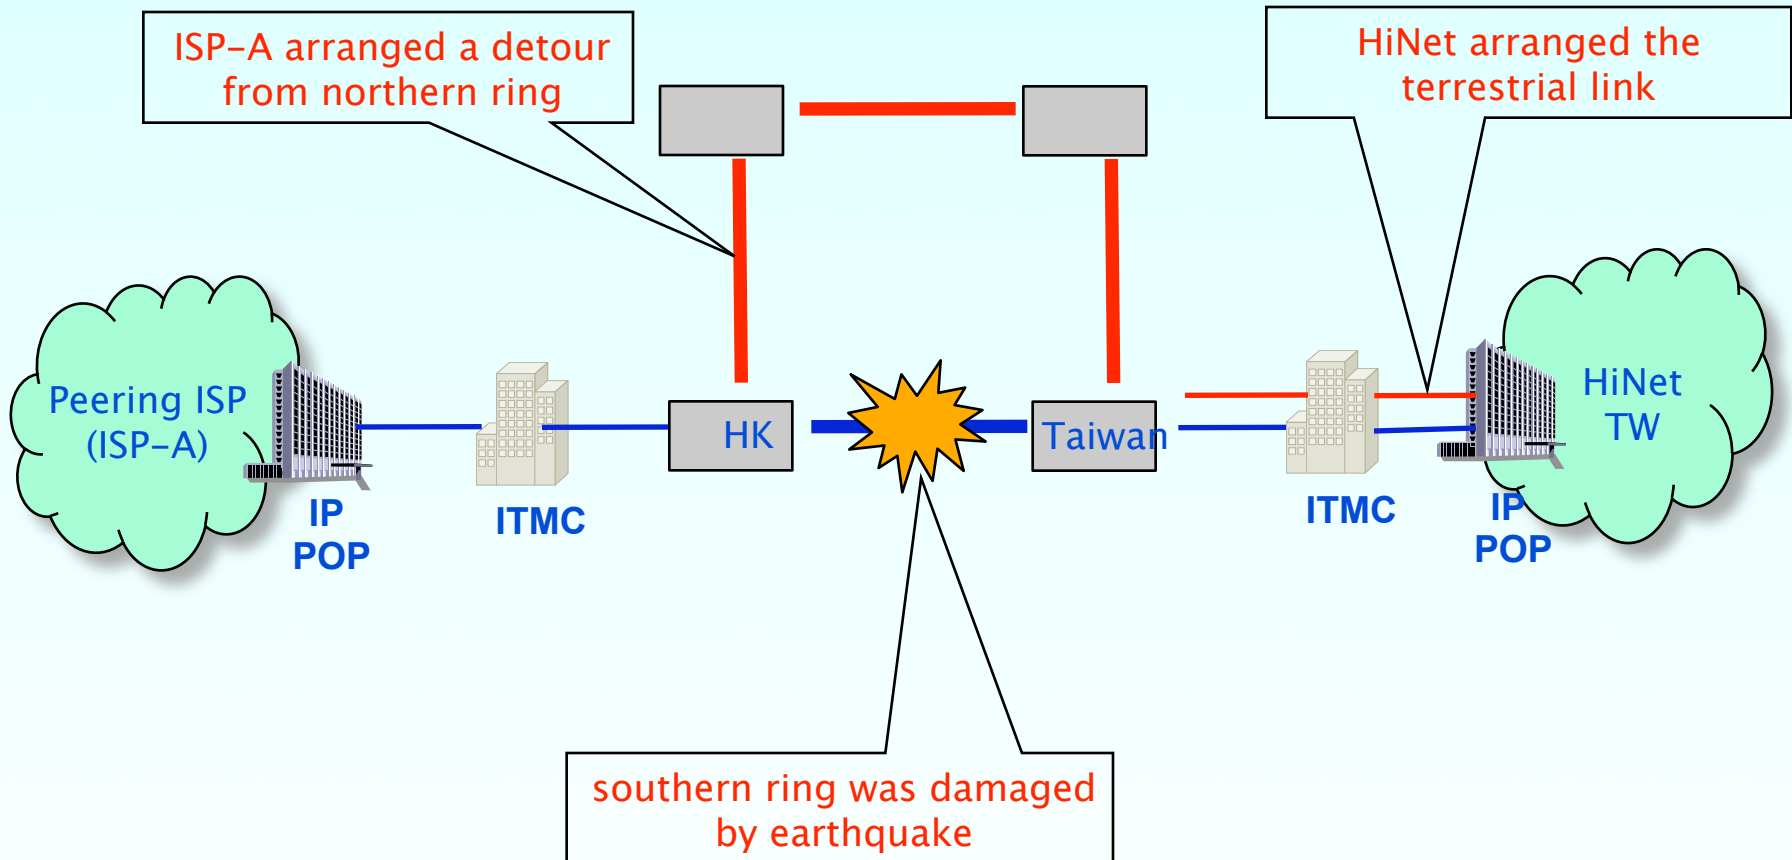 ISP-A arranged a detour
from northern ring
HiNet arranged the
terrestrial link
Peering ISP
(ISP-A)
HK
Taiwan
HiNet
TW
IP
POP
ITMC
ITMC
IP
POP
southern ring was damaged
by earthquake